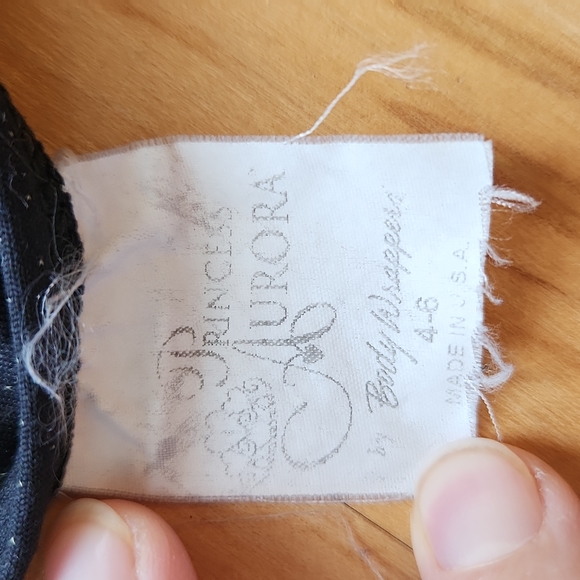 PRINCESS
AURORA
by Body Wrappers
4-6
MADE IN U.S.A.